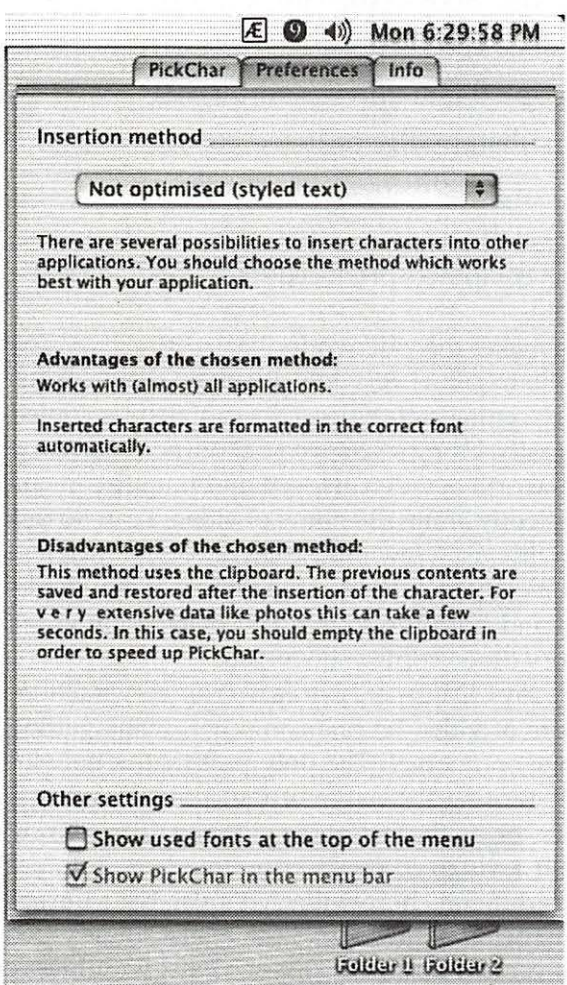 Æ 9 Mon 6:29:58 PM
PickChar Preferences Info
Insertion method
Not optimised (styled text)
There are several possibilities to insert characters into other
applications. You should choose the method which works
best with your application.
Advantages of the chosen method:
Works with (almost) all applications.
Inserted characters are formatted in the correct font
automatically.
Disadvantages of the chosen method:
This method uses the clipboard. The previous contents are
saved and restored after the insertion of the character. For
v e r y extensive data like photos this can take a few
seconds. In this case, you should empty the clipboard in
order to speed up PickChar.
Other settings
Show used fonts at the top of the menu
Show PickChar in the menu bar
Folder 1 Folder 2